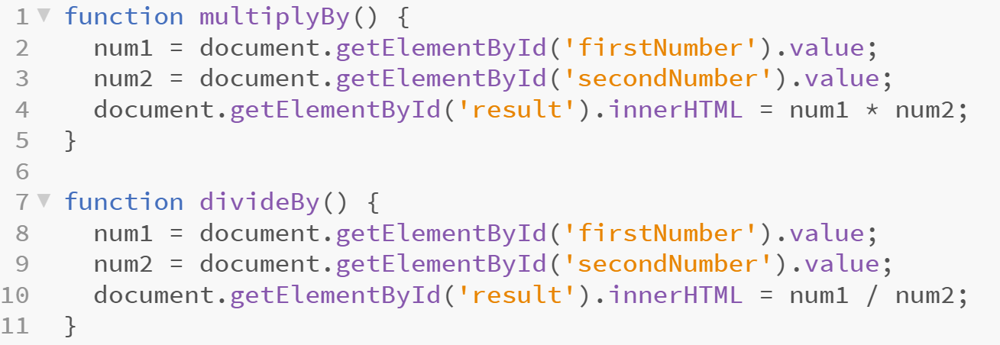 1 function multiplyBy() {
2   num1 = document.getElementById('firstNumber').value;
3   num2 = document.getElementById('secondNumber').value;
4   document.getElementById('result').innerHTML = num1 * num2;
5 }
6
7 function divideBy() {
8   num1 = document.getElementById('firstNumber').value;
9   num2 = document.getElementById('secondNumber').value;
10   document.getElementById('result').innerHTML = num1 / num2;
11 }